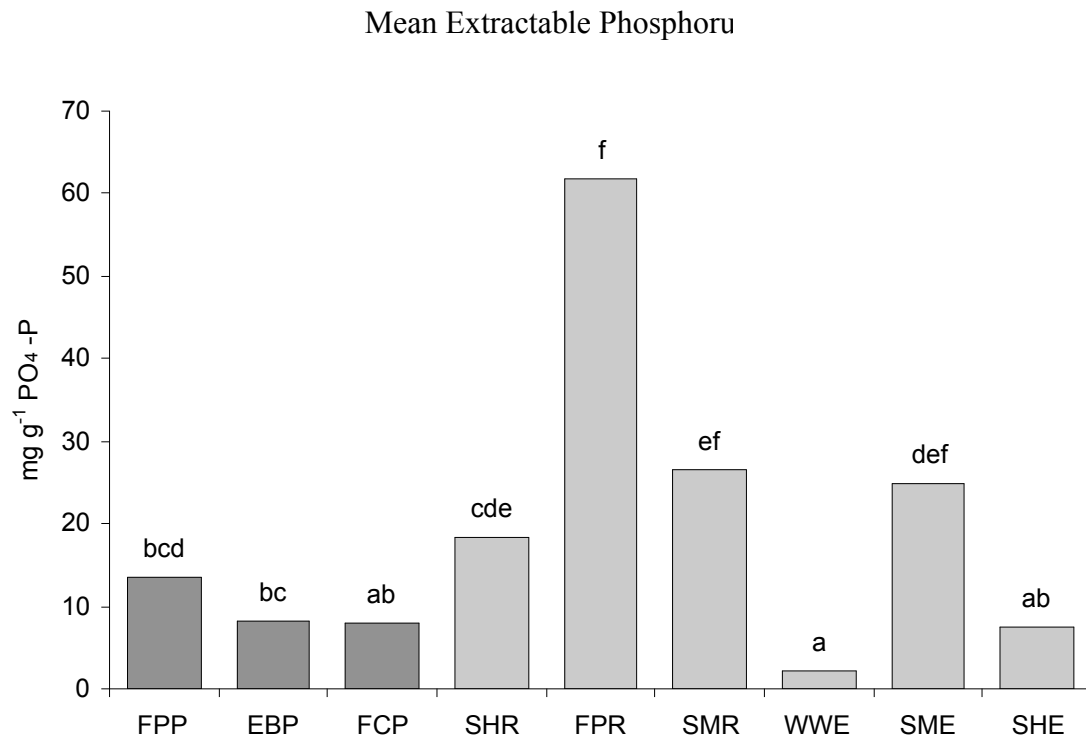 Mean Extractable Phosphoru
70
60
50
40
30
20
10
0
mg g⁻¹ PO₄ -P
bcd
bc
ab
cde
f
ef
a
def
ab
FPP EBP FCP SHR FPR SMR WWE SME SHE